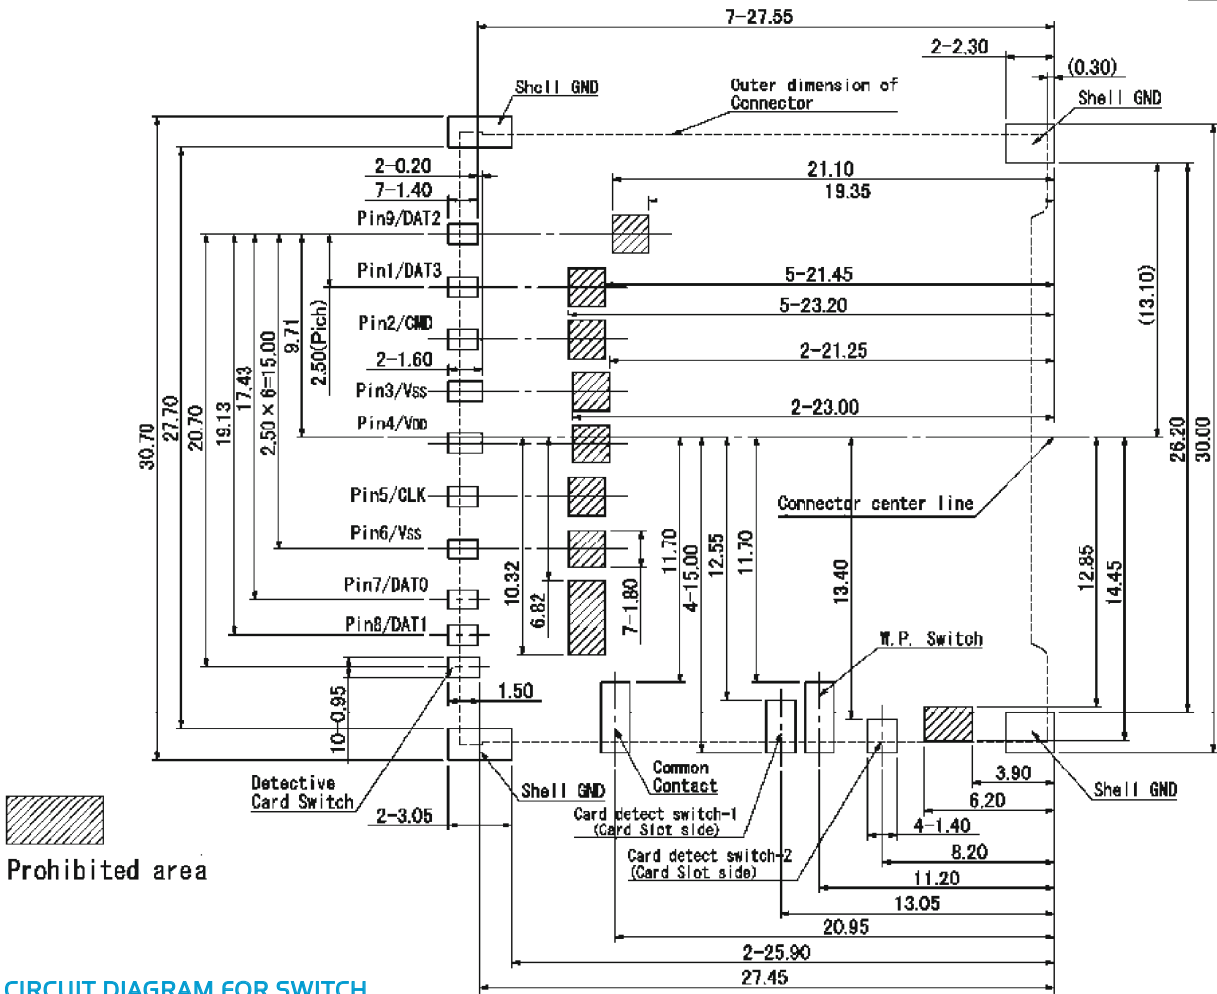 7-27.55
2-2.30
(0.30)
Shell GND
Outer dimension of
Connector
Shell GND
2-0.20
7-1.40
21.10
19.35
Pin9/DAT2
Pin1/DAT3
5-21.45
5-23.20
(13.10)
Pin2/CMD
2-1.60
2-21.25
Pin3/Vss
2-23.00
Pin4/VDD
30.70
27.70
20.70
19.13
17.43
2.50×6=15.00
9.71
2.50(Pich)
26.20
30.00
Pin5/CLK
Connector center line
Pin6/Vss
10.32
6.82
7-1.80
11.70
4-15.00
12.55
11.70
13.40
12.85
14.45
Pin7/DAT0
Pin8/DAT1
W.P. Switch
10-0.95
1.50
Detective
Card Switch
2-3.05
Shell GND
Common
Contact
3.90
Shell GND
6.20
Card detect switch-1
(Card Slot side)
4-1.40
Card detect switch-2
(Card Slot side)
8.20
11.20
13.05
20.95
2-25.90
27.45
Prohibited area
CIRCUIT DIAGRAM FOR SWITCH